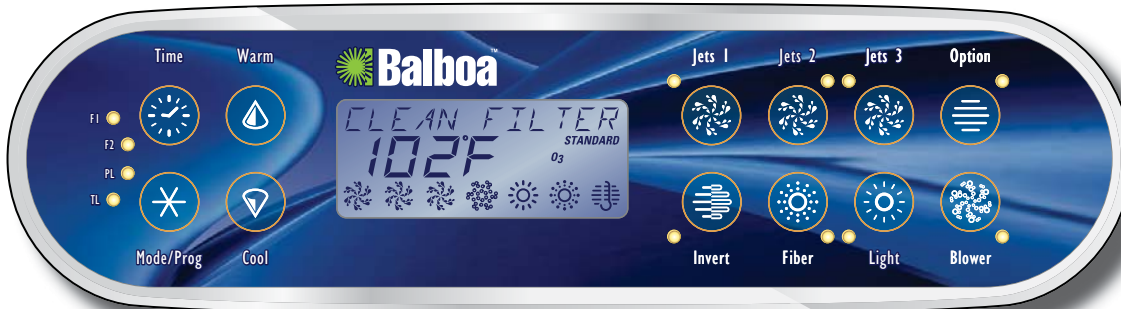 Time Warm
Balboa™
Jets 1 Jets 2 Jets 3 Option
F1
F2
PL
TL
CLEAN FILTER
102°F
STANDARD
O3
Mode/Prog Cool
Invert Fiber Light Blower